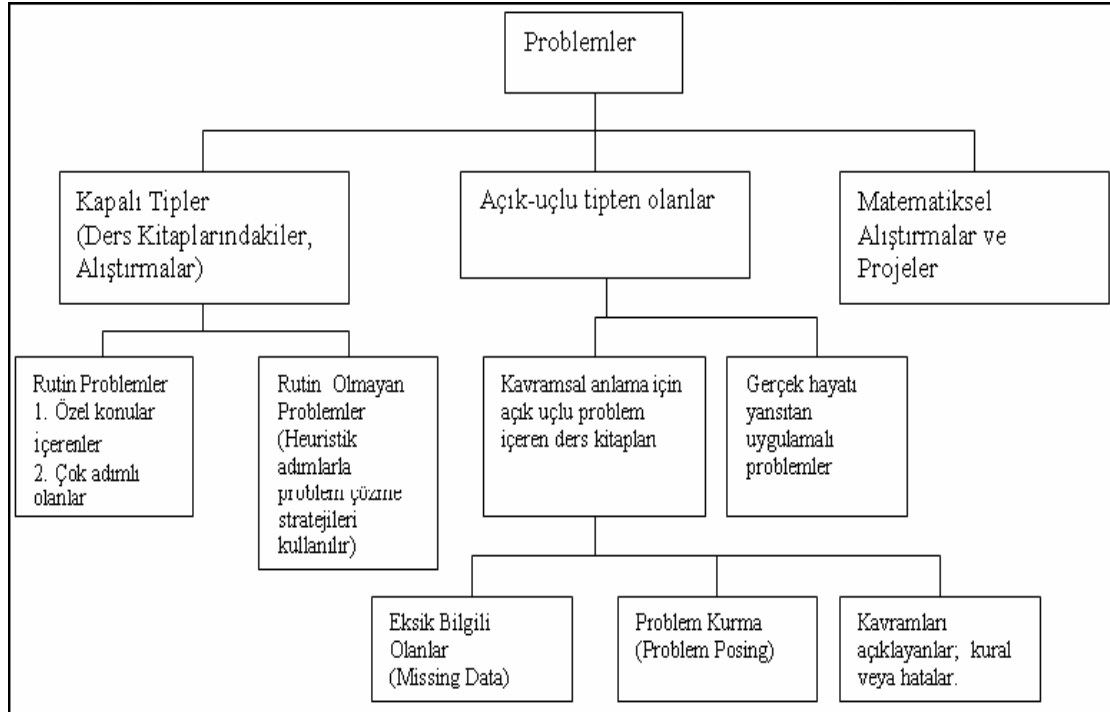 Problemler
Kapalı Tipler
(Ders Kitaplarındakiler,
Alıştırmalar)
Açık-uçlu tipten olanlar
Matematiksel
Alıştırmalar ve
Projeler
Rutin Problemler
1. Özel konular
içerenler
2. Çok adımlı
olanlar
Rutin Olmayan
Problemler
(Heuristik
adımlarla
problem çözme
stratejileri
kullanılır)
Kavramsal anlama için
açık uçlu problem
içeren ders kitapları
Gerçek hayatı
yansıtan
uygulamalı
problemler
Eksik Bilgili
Olanlar
(Missing Data)
Problem Kurma
(Problem Posing)
Kavramları
açıklayanlar; kural
veya hatalar.